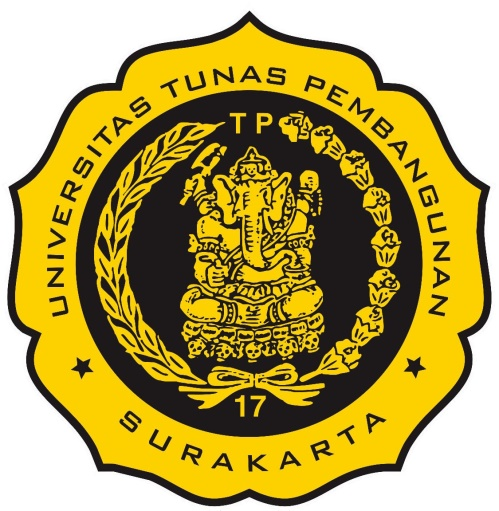 UNIVERSITAS TUNAS PEMBANGUNAN
TP
17
SURAKARTA